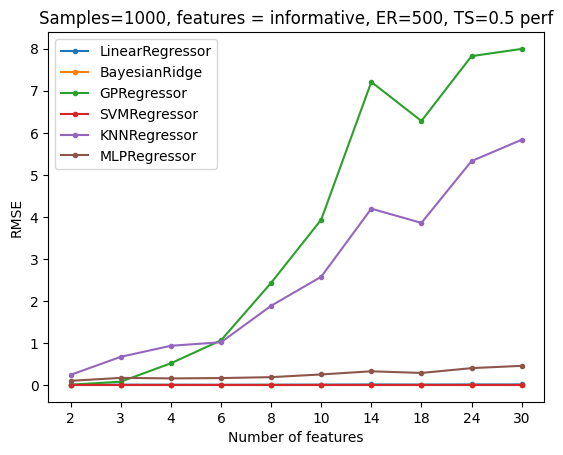 Samples=1000, features = informative, ER=500, TS=0.5 perf
LinearRegressor
BayesianRidge
GPRegressor
SVMRegressor
KNNRegressor
MLPRegressor
RMSE
8
7
6
5
4
3
2
1
0
2 3 4 6 8 10 14 18 24 30
Number of features